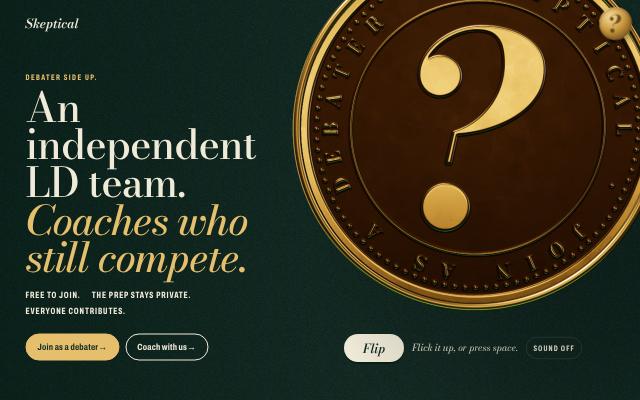 Skeptical
DEBATER SIDE UP.
An
independent
LD team.
Coaches who
still compete.
FREE TO JOIN. THE PREP STAYS PRIVATE.
EVERYONE CONTRIBUTES.
Join as a debater→
Coach with us→
?
JOIN AS A DEBATER
?
Flip
Flick it up, or press space.
SOUND OFF